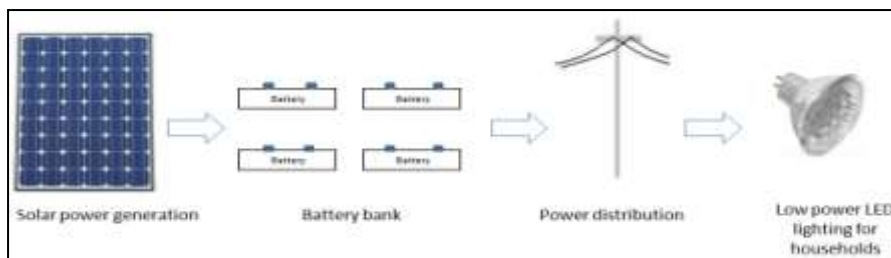 Battery
Battery
Battery
Battery
Solar power generation
Battery bank
Power distribution
Low power LED
lighting for
households